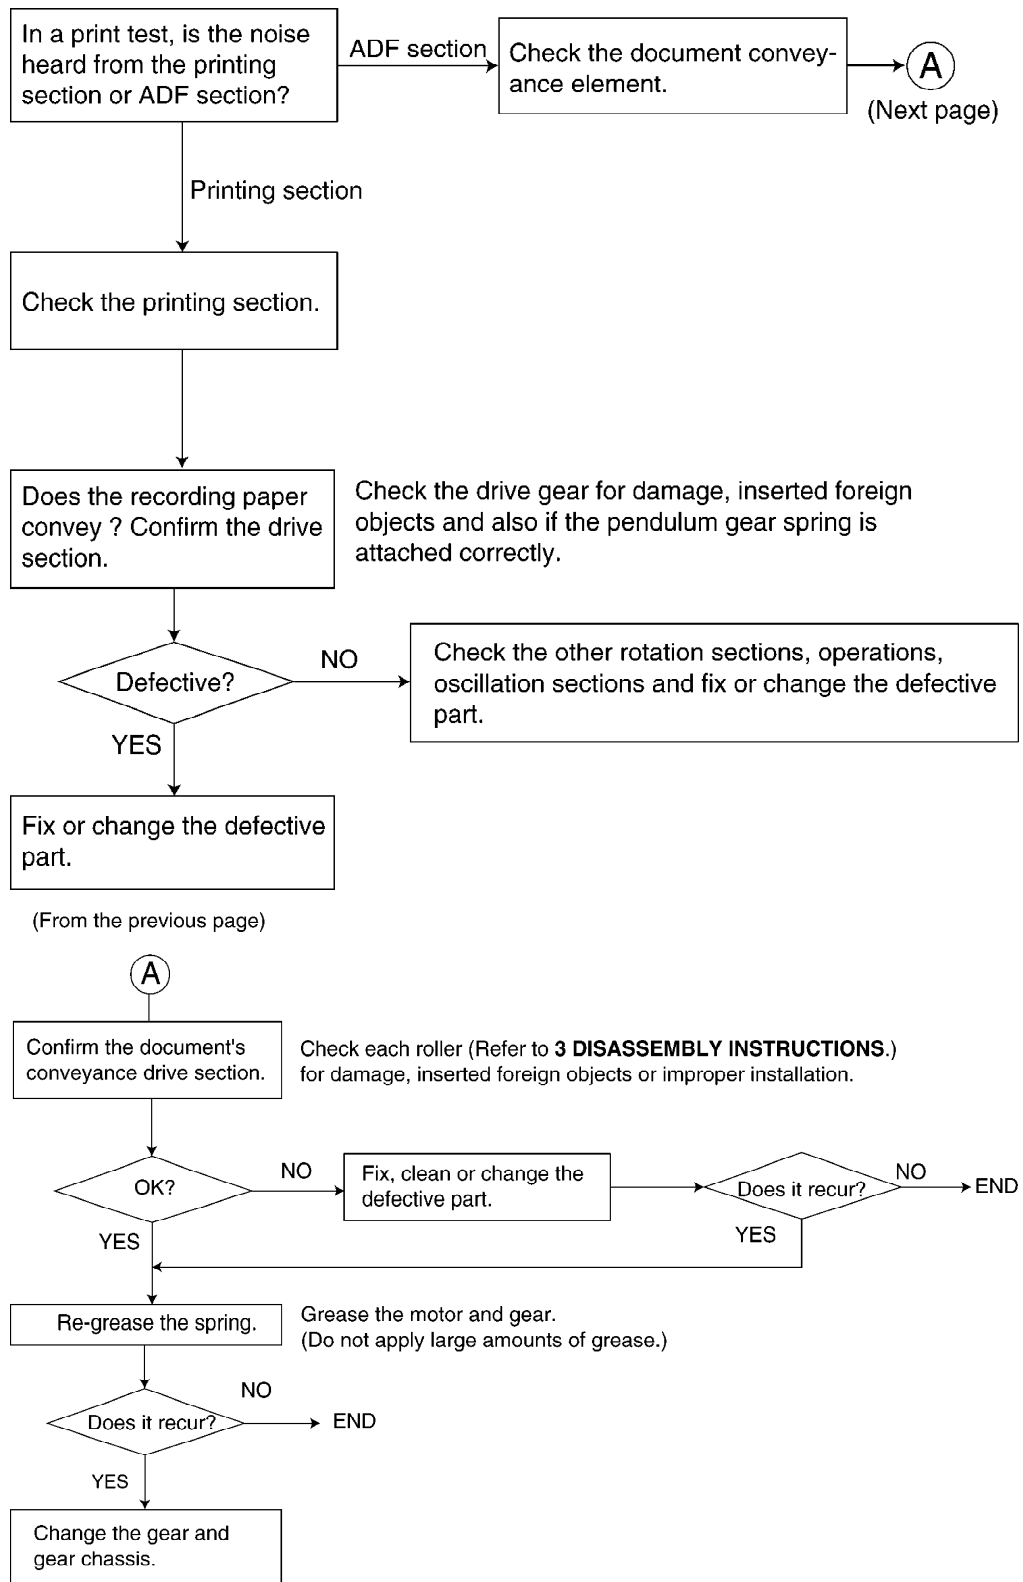 In a print test, is the noise
heard from the printing
section or ADF section?
ADF section
Check the document convey-
ance element.
A
(Next page)
Printing section
Check the printing section.
Does the recording paper
convey ? Confirm the drive
section.
Check the drive gear for damage, inserted foreign
objects and also if the pendulum gear spring is
attached correctly.
Defective?
NO
Check the other rotation sections, operations,
oscillation sections and fix or change the defective
part.
YES
Fix or change the defective
part.
(From the previous page)
A
Confirm the document's
conveyance drive section.
Check each roller (Refer to 3 DISASSEMBLY INSTRUCTIONS.)
for damage, inserted foreign objects or improper installation.
OK?
NO
Fix, clean or change the
defective part.
Does it recur?
NO
END
YES
YES
Re-grease the spring.
Grease the motor and gear.
(Do not apply large amounts of grease.)
Does it recur?
NO
END
YES
Change the gear and
gear chassis.